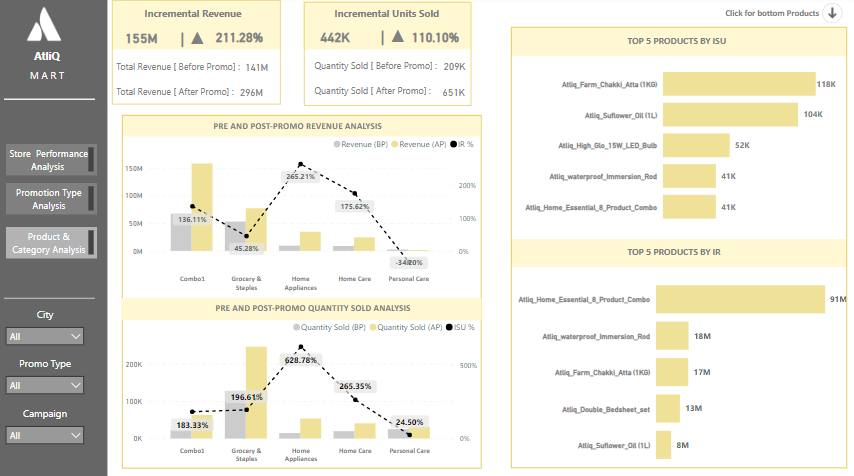 AtliQ
MART
Store Performance
Analysis
Promotion Type
Analysis
Product &
Category Analysis
City
All
Promo Type
All
Campaign
All
Incremental Revenue
155M | 211.28%
Total Revenue [ Before Promo] : 141M
Total Revenue [ After Promo] : 296M
Incremental Units Sold
442K | 110.10%
Quantity Sold [ Before Promo] : 209K
Quantity Sold [ After Promo] : 651K
Click for bottom Products
PRE AND POST-PROMO REVENUE ANALYSIS
Revenue (BP) Revenue (AP) IR %
150M
100M
50M
0M
200%
100%
0%
136.11%
45.28%
265.21%
175.62%
-34.20%
Combo1
Grocery &
Staples
Home
Appliances
Home Care
Personal Care
PRE AND POST-PROMO QUANTITY SOLD ANALYSIS
Quantity Sold (BP) Quantity Sold (AP) ISU %
200K
100K
0K
500%
0%
183.33%
196.61%
628.78%
265.35%
24.50%
Combo1
Grocery &
Staples
Home
Appliances
Home Care
Personal Care
TOP 5 PRODUCTS BY ISU
Atliq_Farm_Chakki_Atta (1KG) 118K
Atliq_Suflower_Oil (1L) 104K
Atliq_High_Glo_15W_LED_Bulb 52K
Atliq_waterproof_Immersion_Rod 41K
Atliq_Home_Essential_8_Product_Combo 41K
TOP 5 PRODUCTS BY IR
Atliq_Home_Essential_8_Product_Combo 91M
Atliq_waterproof_Immersion_Rod 18M
Atliq_Farm_Chakki_Atta (1KG) 17M
Atliq_Double_Bedsheet_set 13M
Atliq_Suflower_Oil (1L) 8M